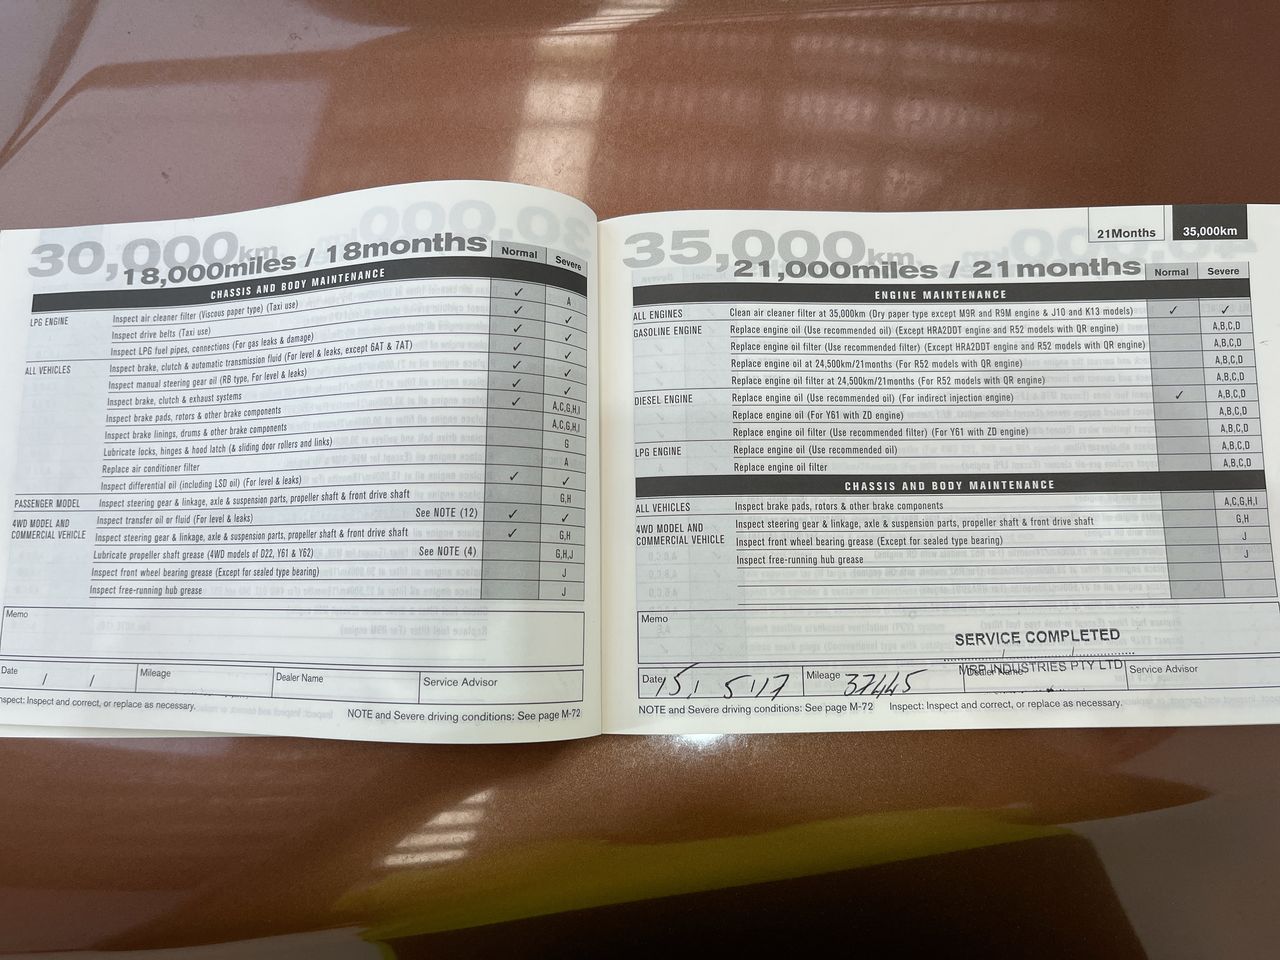 30,000km
18,000miles / 18months
Normal
Severe
CHASSIS AND BODY MAINTENANCE
LPG ENGINE
Inspect air cleaner filter (Viscous paper type) (Taxi use) ✓ A
Inspect drive belts (Taxi use) ✓ ✓
Inspect LPG fuel pipes, connections (For gas leaks & damage) ✓ ✓
ALL VEHICLES
Inspect brake, clutch & automatic transmission fluid (For level & leaks, except 6AT & 7AT) ✓ ✓
Inspect manual steering gear oil (RB type, For level & leaks) ✓ ✓
Inspect brake, clutch & exhaust systems ✓ ✓
Inspect brake pads, rotors & other brake components ✓ A,C,G,H,I
Inspect brake linings, drums & other brake components A,C,G,H,I
Lubricate locks, hinges & hood latch (& sliding door rollers and links) G
Replace air conditioner filter A
Inspect differential oil (including LSD oil) (For level & leaks) ✓ ✓
PASSENGER MODEL Inspect steering gear & linkage, axle & suspension parts, propeller shaft & front drive shaft G,H
4WD MODEL AND
COMMERCIAL VEHICLE
Inspect transfer oil or fluid (For level & leaks) See NOTE (12) ✓ ✓
Inspect steering gear & linkage, axle & suspension parts, propeller shaft & front drive shaft ✓ G,H
Lubricate propeller shaft grease (4WD models of D22, Y61 & Y62) See NOTE (4) G,H,J
Inspect front wheel bearing grease (Except for sealed type bearing) J
Inspect free-running hub grease J
Memo
Date / / Mileage Dealer Name Service Advisor
nspect: Inspect and correct, or replace as necessary.
NOTE and Severe driving conditions: See page M-72
21Months 35,000km
35,000km
21,000miles / 21months
Normal Severe
ENGINE MAINTENANCE
ALL ENGINES Clean air cleaner filter at 35,000km (Dry paper type except M9R and R9M engine & J10 and K13 models) ✓ ✓
GASOLINE ENGINE Replace engine oil (Use recommended oil) (Except HRA2DDT engine and R52 models with QR engine) A,B,C,D
Replace engine oil filter (Use recommended filter) (Except HRA2DDT engine and R52 models with QR engine) A,B,C,D
Replace engine oil at 24,500km/21months (For R52 models with QR engine) A,B,C,D
Replace engine oil filter at 24,500km/21months (For R52 models with QR engine) A,B,C,D
DIESEL ENGINE Replace engine oil (Use recommended oil) (For indirect injection engine) ✓ A,B,C,D
Replace engine oil (For Y61 with ZD engine) A,B,C,D
Replace engine oil filter (Use recommended filter) (For Y61 with ZD engine) A,B,C,D
LPG ENGINE Replace engine oil (Use recommended oil) A,B,C,D
Replace engine oil filter A,B,C,D
CHASSIS AND BODY MAINTENANCE
ALL VEHICLES Inspect brake pads, rotors & other brake components A,C,G,H,I
4WD MODEL AND
COMMERCIAL VEHICLE
Inspect steering gear & linkage, axle & suspension parts, propeller shaft & front drive shaft G,H
Inspect front wheel bearing grease (Except for sealed type bearing) J
Inspect free-running hub grease J
Memo
SERVICE COMPLETED
MRP INDUSTRIES PTY LTD
Date 15/ 5/17 Mileage 37445 Dealer Name Service Advisor
NOTE and Severe driving conditions: See page M-72 Inspect: Inspect and correct, or replace as necessary.